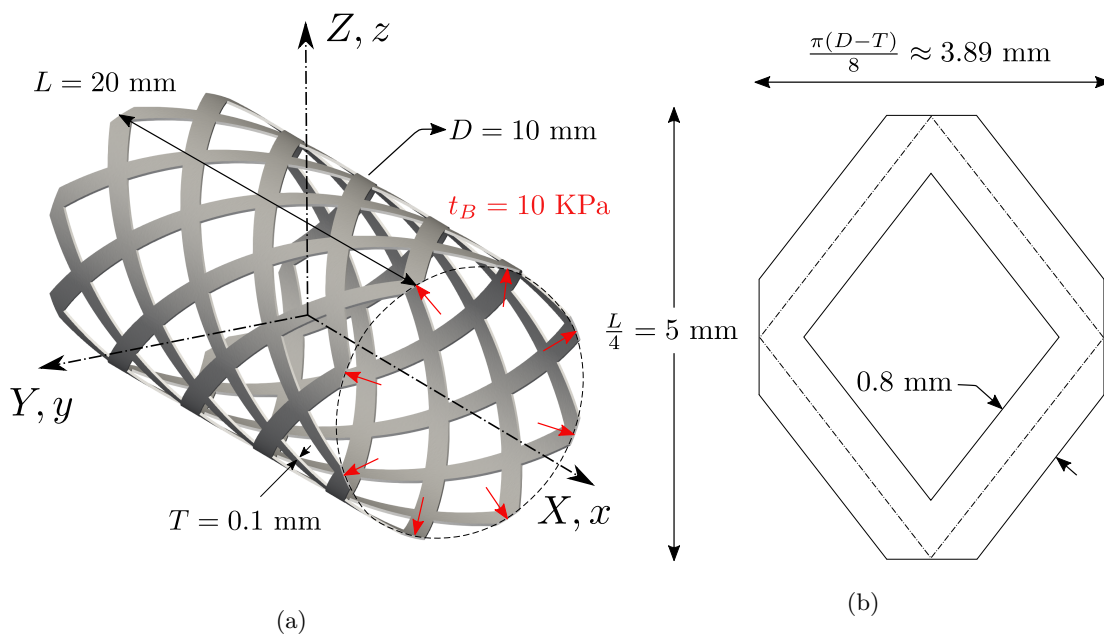 Z, z
L = 20 mm
D = 10 mm
t_B = 10 KPa
Y, y
X, x
T = 0.1 mm
(a)
π(D−T)/8 ≈ 3.89 mm
L/4 = 5 mm
0.8 mm
(b)